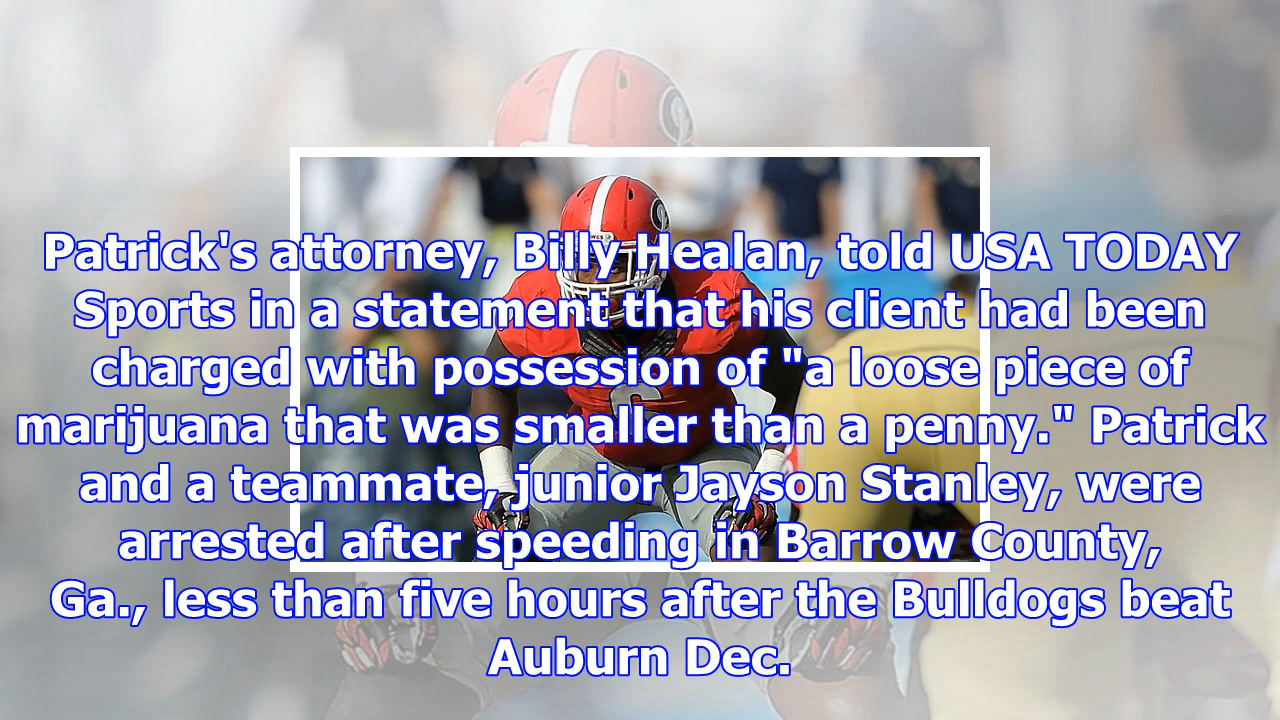 Patrick's attorney, Billy Healan, told USA TODAY
Sports in a statement that his client had been
charged with possession of "a loose piece of
marijuana that was smaller than a penny." Patrick
and a teammate, junior Jayson Stanley, were
arrested after speeding in Barrow County,
Ga., less than five hours after the Bulldogs beat
Auburn Dec.